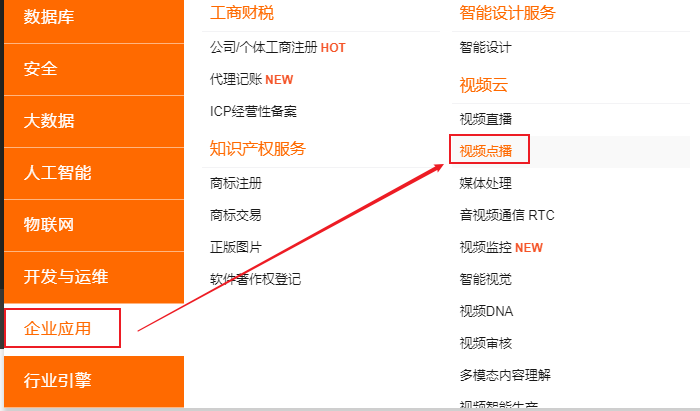 数据库
安全
大数据
人工智能
物联网
开发与运维
企业应用
行业引擎
工商财税
公司/个体工商注册 HOT
代理记账 NEW
ICP经营性备案
知识产权服务
商标注册
商标交易
正版图片
软件著作权登记
智能设计服务
智能设计
视频云
视频直播
视频点播
媒体处理
音视频通信 RTC
视频监控 NEW
智能视觉
视频DNA
视频审核
多模态内容理解
视频智能生产